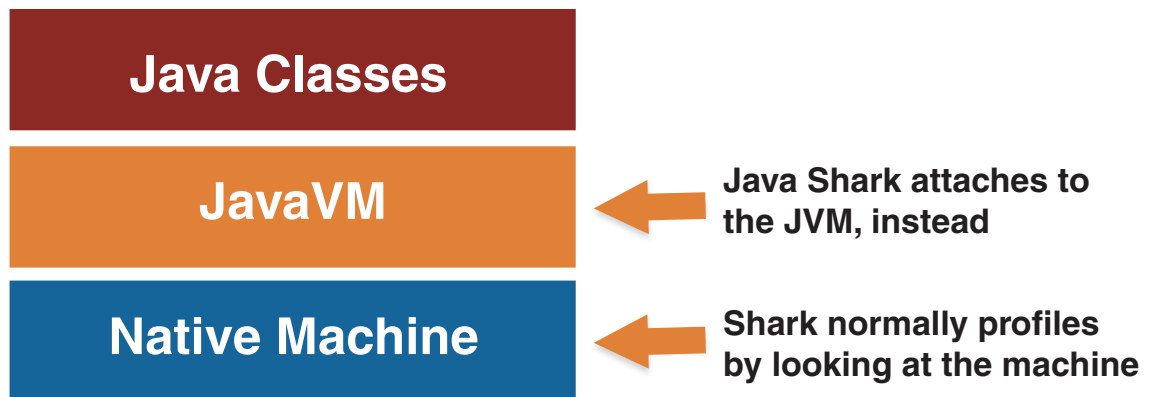 Java Classes
JavaVM
Java Shark attaches to
the JVM, instead
Native Machine
Shark normally profiles
by looking at the machine